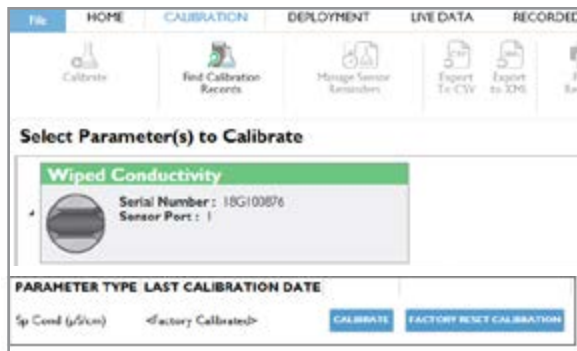 File HOME CALIBRATION DEPLOYMENT LIVE DATA RECORDED
Calibrate Find Calibration Manage Sensor Export Export
Records Reminders To CSV to XML
Select Parameter(s) to Calibrate
Wiped Conductivity
Serial Number : 18G100876
Sensor Port : 1
PARAMETER TYPE LAST CALIBRATION DATE
Sp Cond (µS/cm) <Factory Calibrated> CALIBRATE FACTORY RESET CALIBRATION